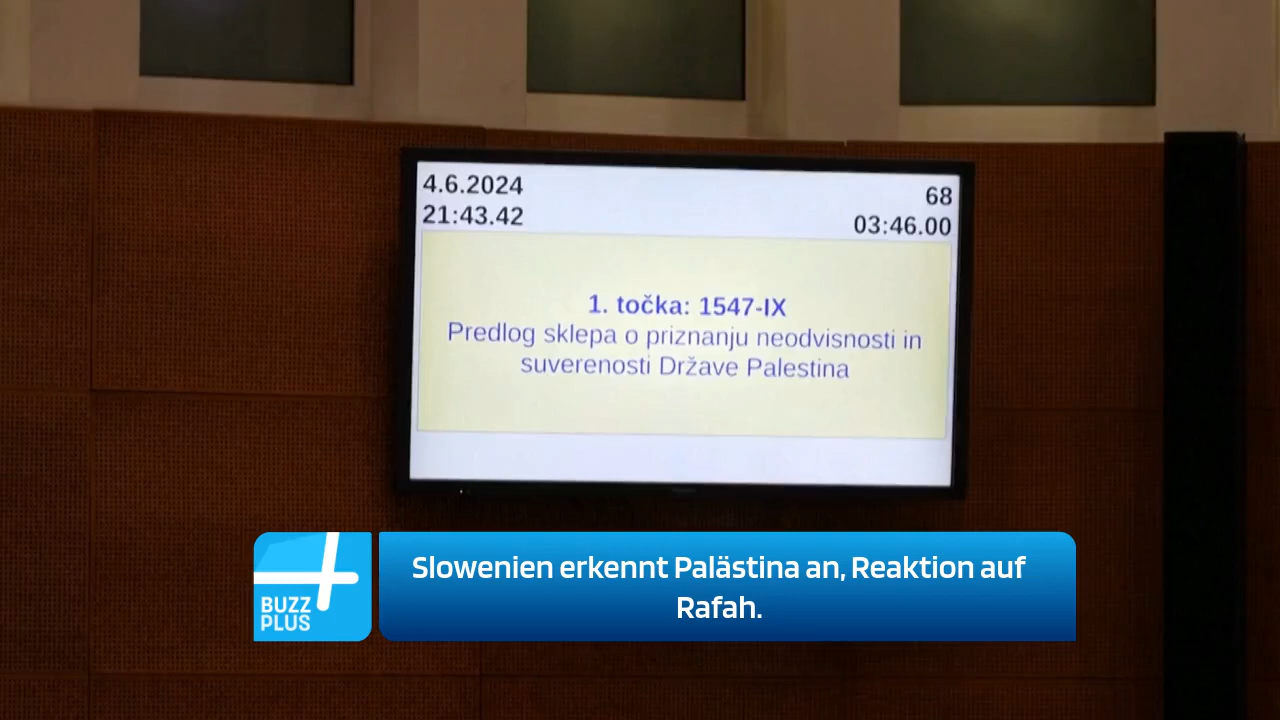 4.6.2024
68
21:43.42
03:46.00
1. točka: 1547-IX
Predlog sklepa o priznanju neodvisnosti in
suverenosti Države Palestina
BUZZ
PLUS
Slowenien erkennt Palästina an, Reaktion auf
Rafah.